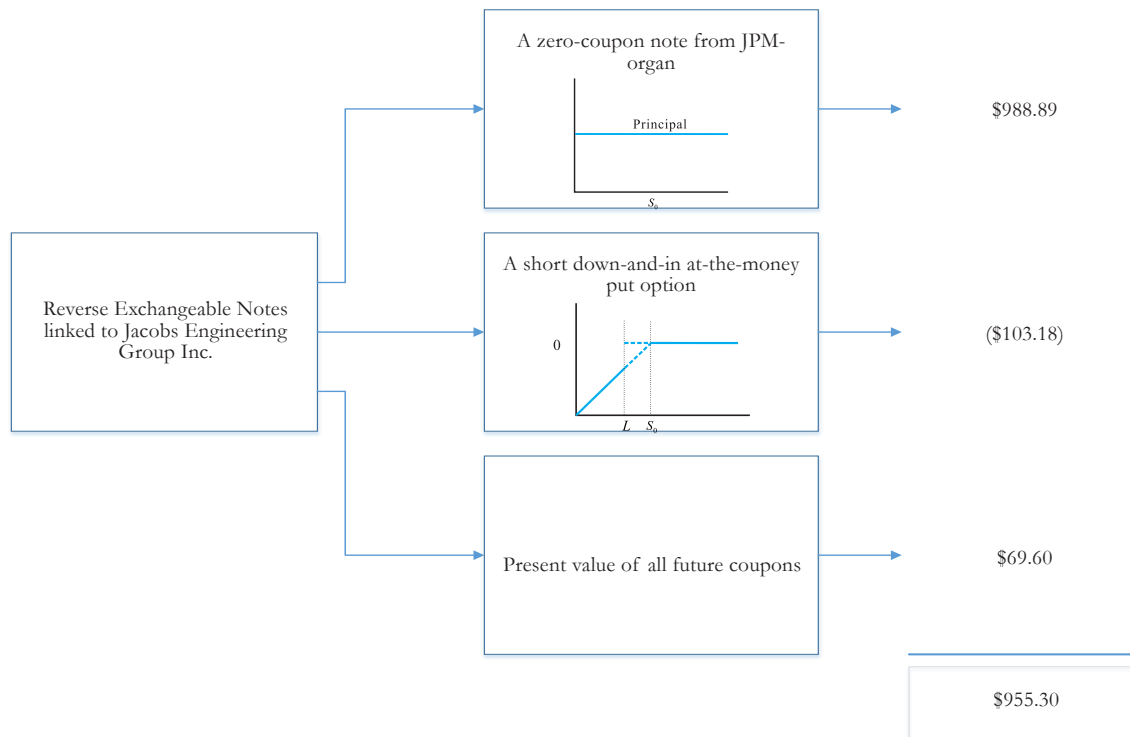 A zero-coupon note from JPM-
organ
Principal
S₀
$988.89
Reverse Exchangeable Notes
linked to Jacobs Engineering
Group Inc.
A short down-and-in at-the-money
put option
0
L S₀
($103.18)
Present value of all future coupons
$69.60
$955.30